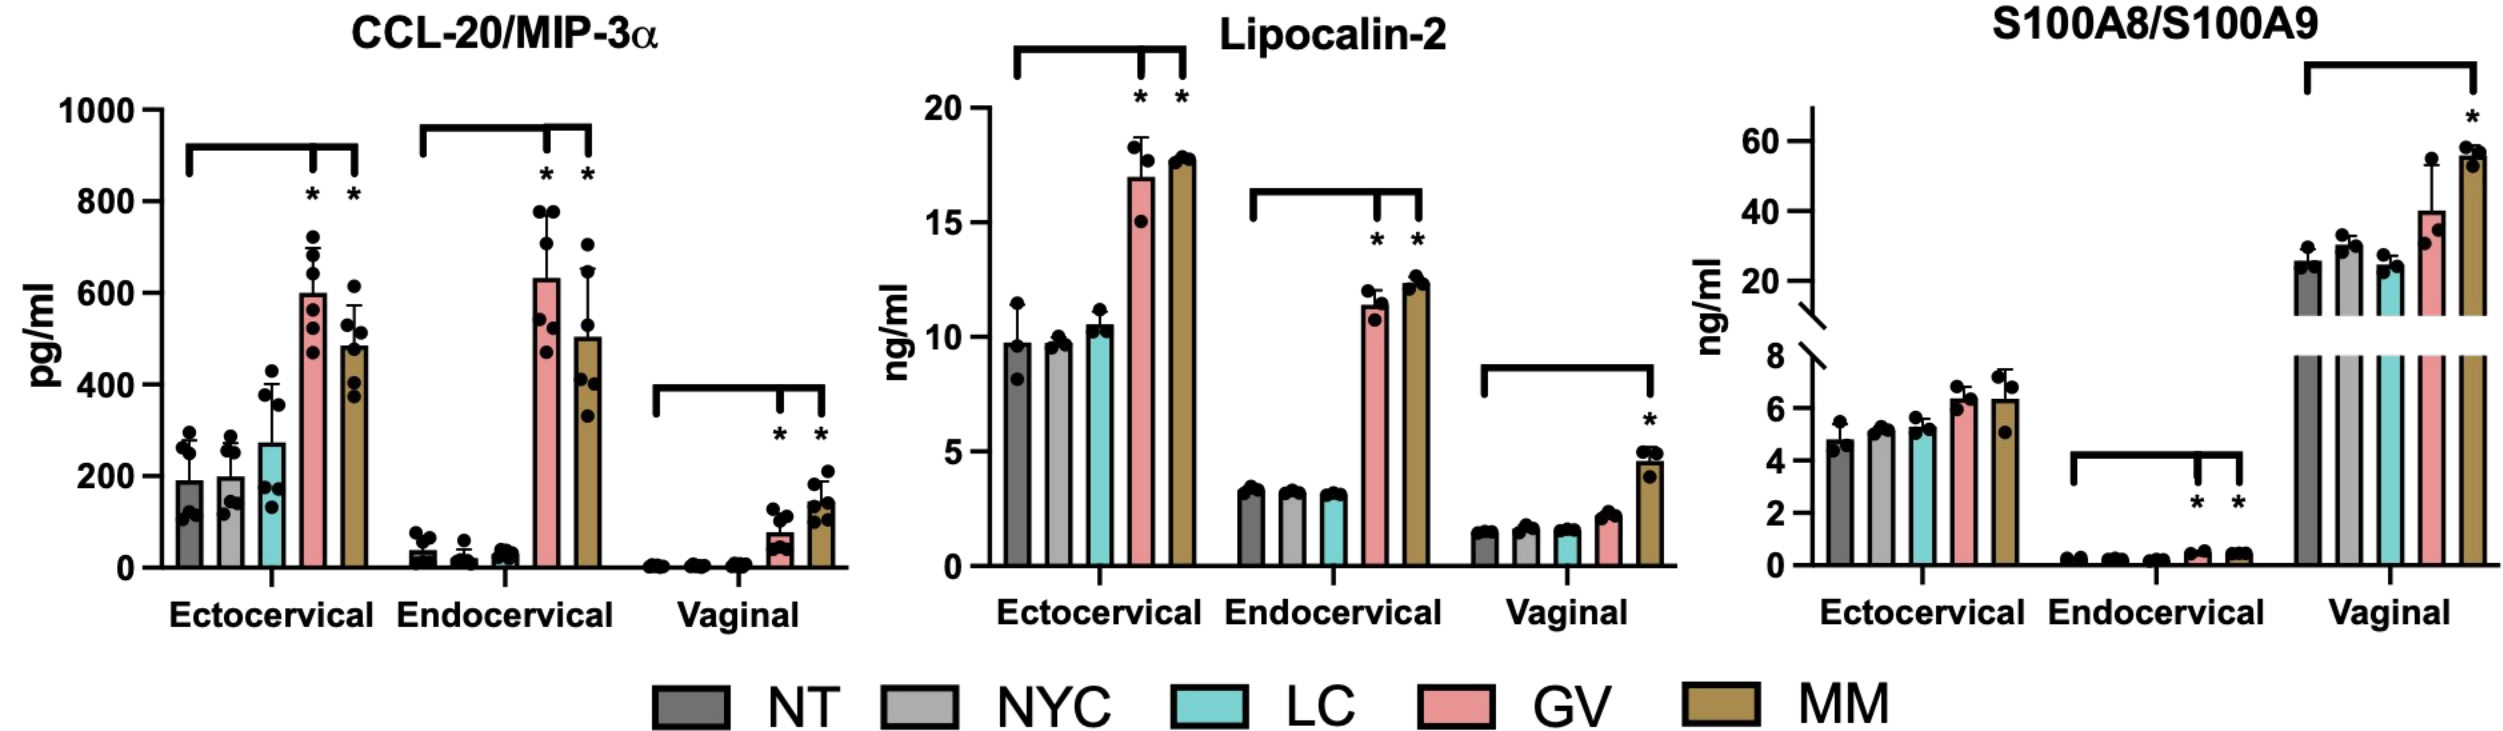 CCL-20/MIP-3α
pg/ml
1000
800
600
400
200
0
* *
* *
* *
Ectocervical Endocervical Vaginal
Lipocalin-2
ng/ml
20
15
10
5
0
* *
* *
*
Ectocervical Endocervical Vaginal
S100A8/S100A9
ng/ml
60
40
20
8
6
4
2
0
* *
*
Ectocervical Endocervical Vaginal
NT NYC LC GV MM